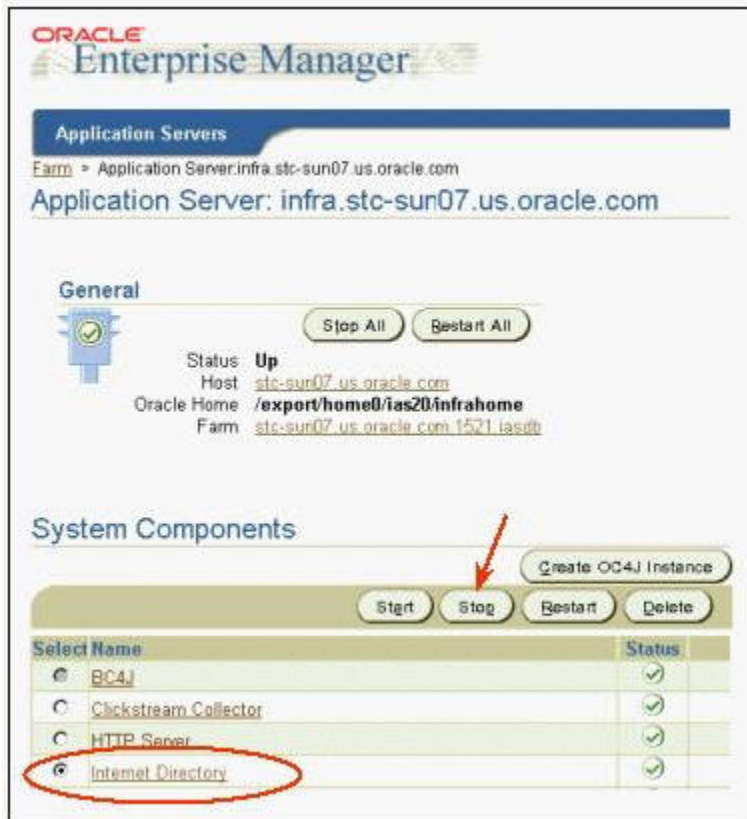 ORACLE
Enterprise Manager
Application Servers
Farm > Application Server:infra.stc-sun07.us.oracle.com
Application Server: infra.stc-sun07.us.oracle.com
General
Stop All Restart All
Status Up
Host stc-sun07.us.oracle.com
Oracle Home /export/home0/ias20/infrahome
Farm stc-sun07.us.oracle.com.1521.iasdb
System Components
Create OC4J Instance
Start Stop Restart Delete
Select Name Status
BC4J
Clickstream Collector
HTTP Server
Internet Directory